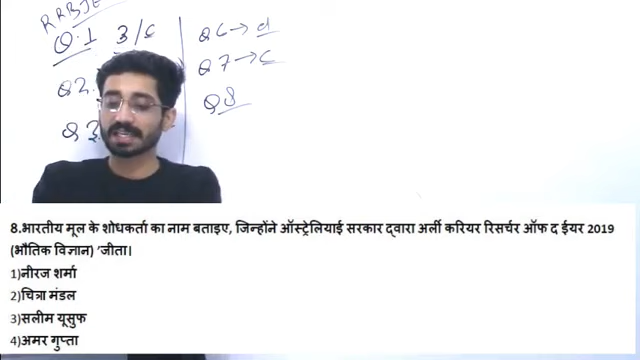 RRBJE
Q.1 3/c
Q2.
Q3.
Q6→d
Q7→c
Q8
8.भारतीय मूल के शोधकर्ता का नाम बताइए, जिन्होंने ऑस्ट्रेलियाई सरकार द्वारा अर्ली करियर रिसर्चर ऑफ द ईयर 2019
(भौतिक विज्ञान) 'जीता।
1)नीरज शर्मा
2)चित्रा मंडल
3)सलीम यूसुफ
4)अमर गुप्ता